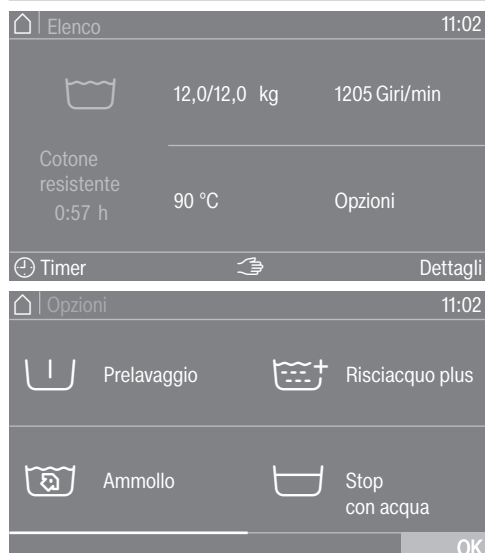 Elenco 11:02
12,0/12,0 kg 1205 Giri/min
Cotone
resistente
0:57 h
90 °C Opzioni
Timer Dettagli
Opzioni 11:02
Prelavaggio Risciacquo plus
Ammollo Stop
con acqua
OK